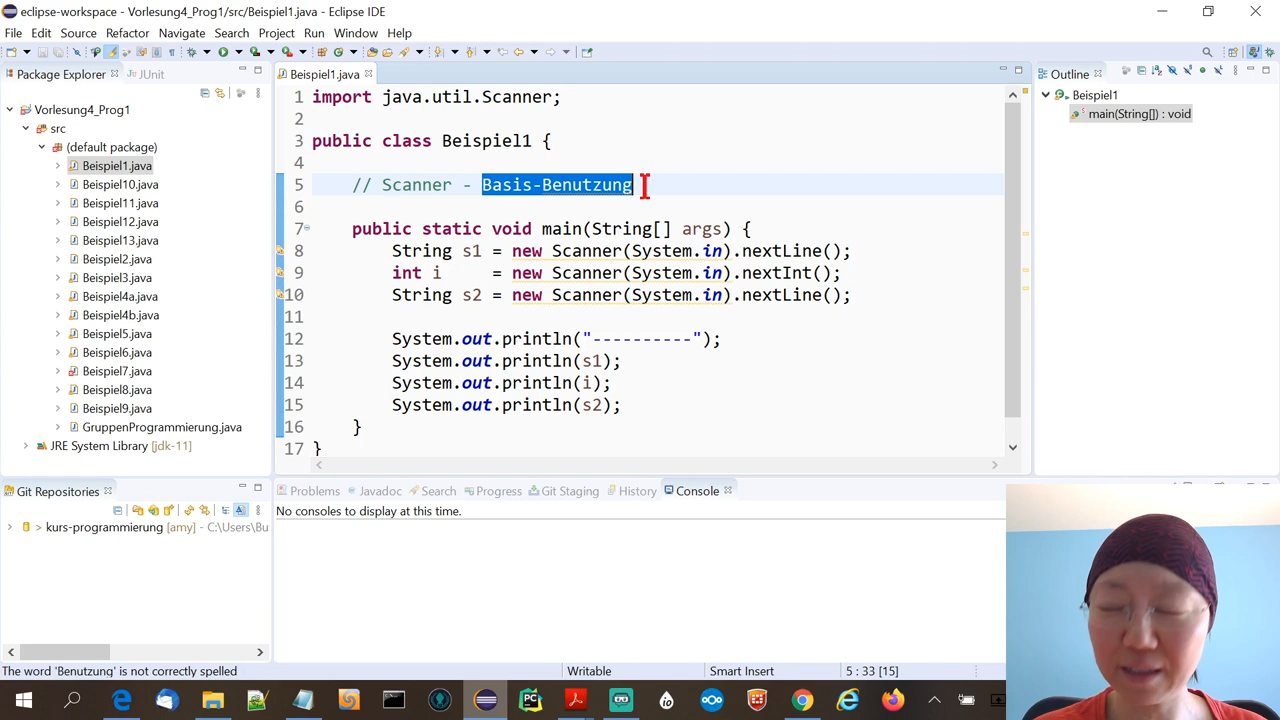 eclipse-workspace - Vorlesung4_Prog1/src/Beispiel1.java - Eclipse IDE
File Edit Source Refactor Navigate Search Project Run Window Help
Package Explorer
JUnit
Vorlesung4_Prog1
src
(default package)
Beispiel1.java
Beispiel10.java
Beispiel11.java
Beispiel12.java
Beispiel13.java
Beispiel2.java
Beispiel3.java
Beispiel4a.java
Beispiel4b.java
Beispiel5.java
Beispiel6.java
Beispiel7.java
Beispiel8.java
Beispiel9.java
GruppenProgrammierung.java
JRE System Library [jdk-11]
Git Repositories
> kurs-programmierung [amy] - C:\Users\Bu
Beispiel1.java
1 import java.util.Scanner;
2
3 public class Beispiel1 {
4
5 // Scanner - Basis-Benutzung
6
7 public static void main(String[] args) {
8 String s1 = new Scanner(System.in).nextLine();
9 int i = new Scanner(System.in).nextInt();
10 String s2 = new Scanner(System.in).nextLine();
11
12 System.out.println("----------");
13 System.out.println(s1);
14 System.out.println(i);
15 System.out.println(s2);
16 }
17 }
Outline
Beispiel1
main(String[]) : void
Problems Javadoc Search Progress Git Staging History Console
No consoles to display at this time.
The word 'Benutzung' is not correctly spelled
Writable
Smart Insert
5 : 33 [15]
PC
io